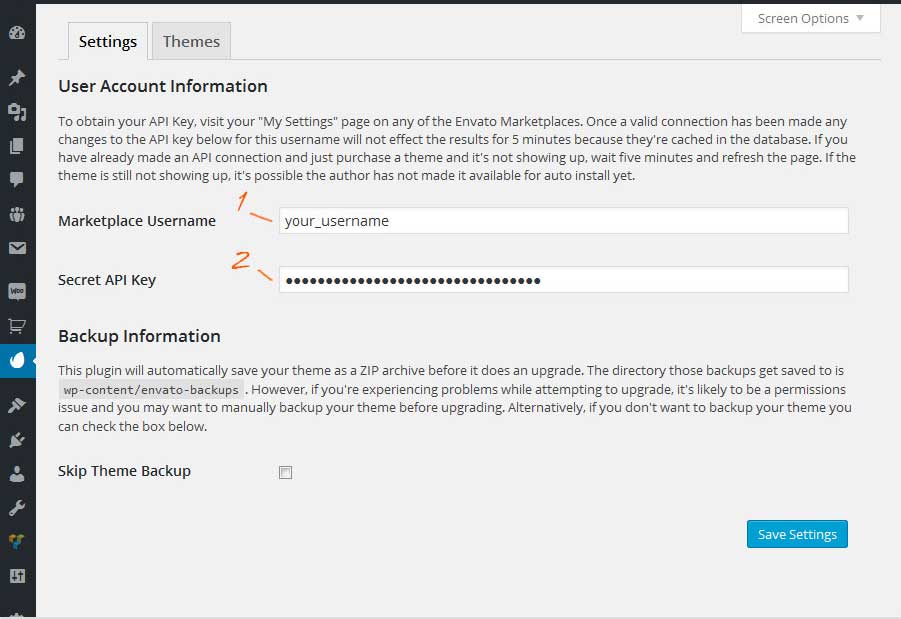 Screen Options
Settings
Themes
User Account Information
To obtain your API Key, visit your "My Settings" page on any of the Envato Marketplaces. Once a valid connection has been made any
changes to the API key below for this username will not effect the results for 5 minutes because they're cached in the database. If you
have already made an API connection and just purchase a theme and it's not showing up, wait five minutes and refresh the page. If the
theme is still not showing up, it's possible the author has not made it available for auto install yet.
1
Marketplace Username your_username
2
Secret API Key
Woo
Backup Information
This plugin will automatically save your theme as a ZIP archive before it does an upgrade. The directory those backups get saved to is
wp-content/envato-backups . However, if you're experiencing problems while attempting to upgrade, it's likely to be a permissions
issue and you may want to manually backup your theme before upgrading. Alternatively, if you don't want to backup your theme you
can check the box below.
Skip Theme Backup
Save Settings